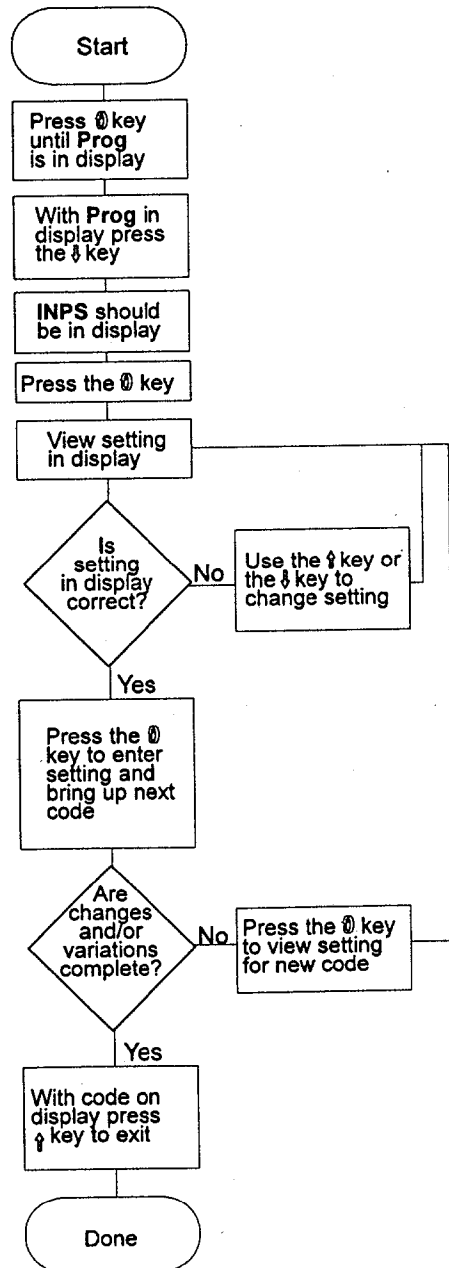 Start
Press key
until Prog
is in display
With Prog in
display press
the ⇩ key
INPS should
be in display
Press the key
View setting
in display
Is
setting
in display
correct?
No
Use the ⇧ key or
the ⇩ key to
change setting
Yes
Press the
key to enter
setting and
bring up next
code
Are
changes
and/or
variations
complete?
No
Press the key
to view setting
for new code
Yes
With code on
display press
⇧ key to exit
Done